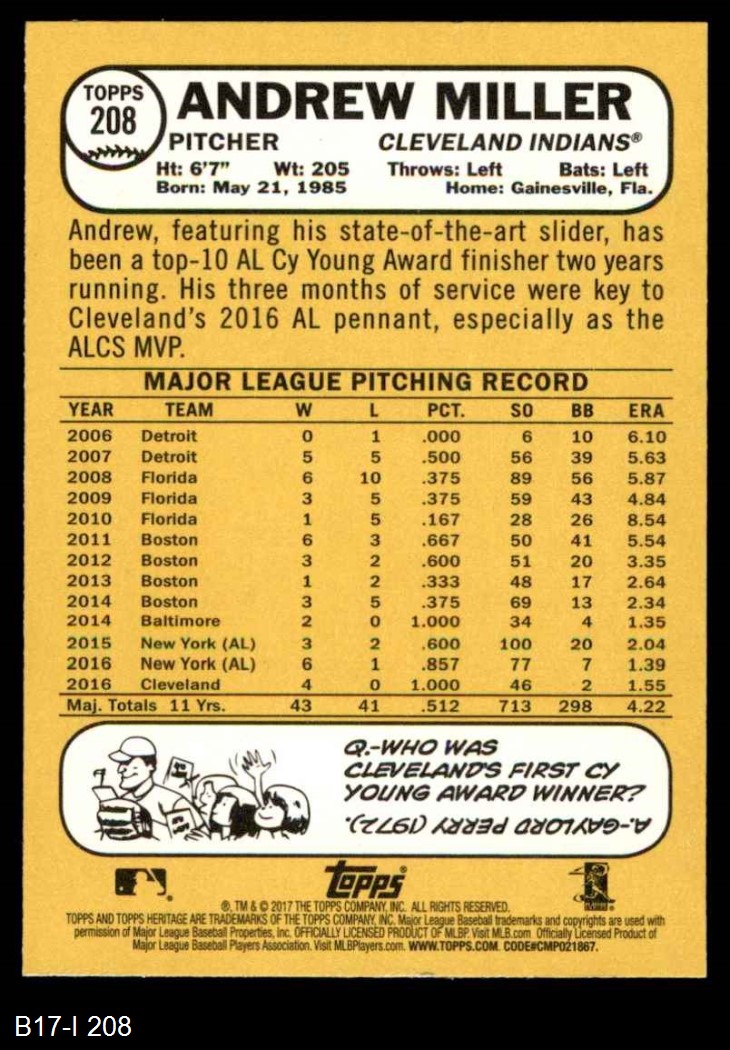 TOPPS
208
ANDREW MILLER
PITCHER CLEVELAND INDIANS®
Ht: 6'7" Wt: 205 Throws: Left Bats: Left
Born: May 21, 1985 Home: Gainesville, Fla.
Andrew, featuring his state-of-the-art slider, has
been a top-10 AL Cy Young Award finisher two years
running. His three months of service were key to
Cleveland's 2016 AL pennant, especially as the
ALCS MVP.
MAJOR LEAGUE PITCHING RECORD
YEAR TEAM W L PCT. SO BB ERA
2006 Detroit 0 1 .000 6 10 6.10
2007 Detroit 5 5 .500 56 39 5.63
2008 Florida 6 10 .375 89 56 5.87
2009 Florida 3 5 .375 59 43 4.84
2010 Florida 1 5 .167 28 26 8.54
2011 Boston 6 3 .667 50 41 5.54
2012 Boston 3 2 .600 51 20 3.35
2013 Boston 1 2 .333 48 17 2.64
2014 Boston 3 5 .375 69 13 2.34
2014 Baltimore 2 0 1.000 34 4 1.35
2015 New York (AL) 3 2 .600 100 20 2.04
2016 New York (AL) 6 1 .857 77 7 1.39
2016 Cleveland 4 0 1.000 46 2 1.55
Maj. Totals 11 Yrs. 43 41 .512 713 298 4.22
Q.-WHO WAS
CLEVELAND'S FIRST CY
YOUNG AWARD WINNER?
A.-GAYLORD PERRY (1972).
Topps®
®, TM & © 2017 THE TOPPS COMPANY, INC. ALL RIGHTS RESERVED.
TOPPS AND TOPPS HERITAGE ARE TRADEMARKS OF THE TOPPS COMPANY, INC. Major League Baseball trademarks and copyrights are used with
permission of Major League Baseball Properties, Inc. OFFICIALLY LICENSED PRODUCT OF MLBP. Visit MLB.com Officially Licensed Product of
Major League Baseball Players Association. Visit MLBPlayers.com. WWW.TOPPS.COM. CODE#CMP021867.
B17-I 208